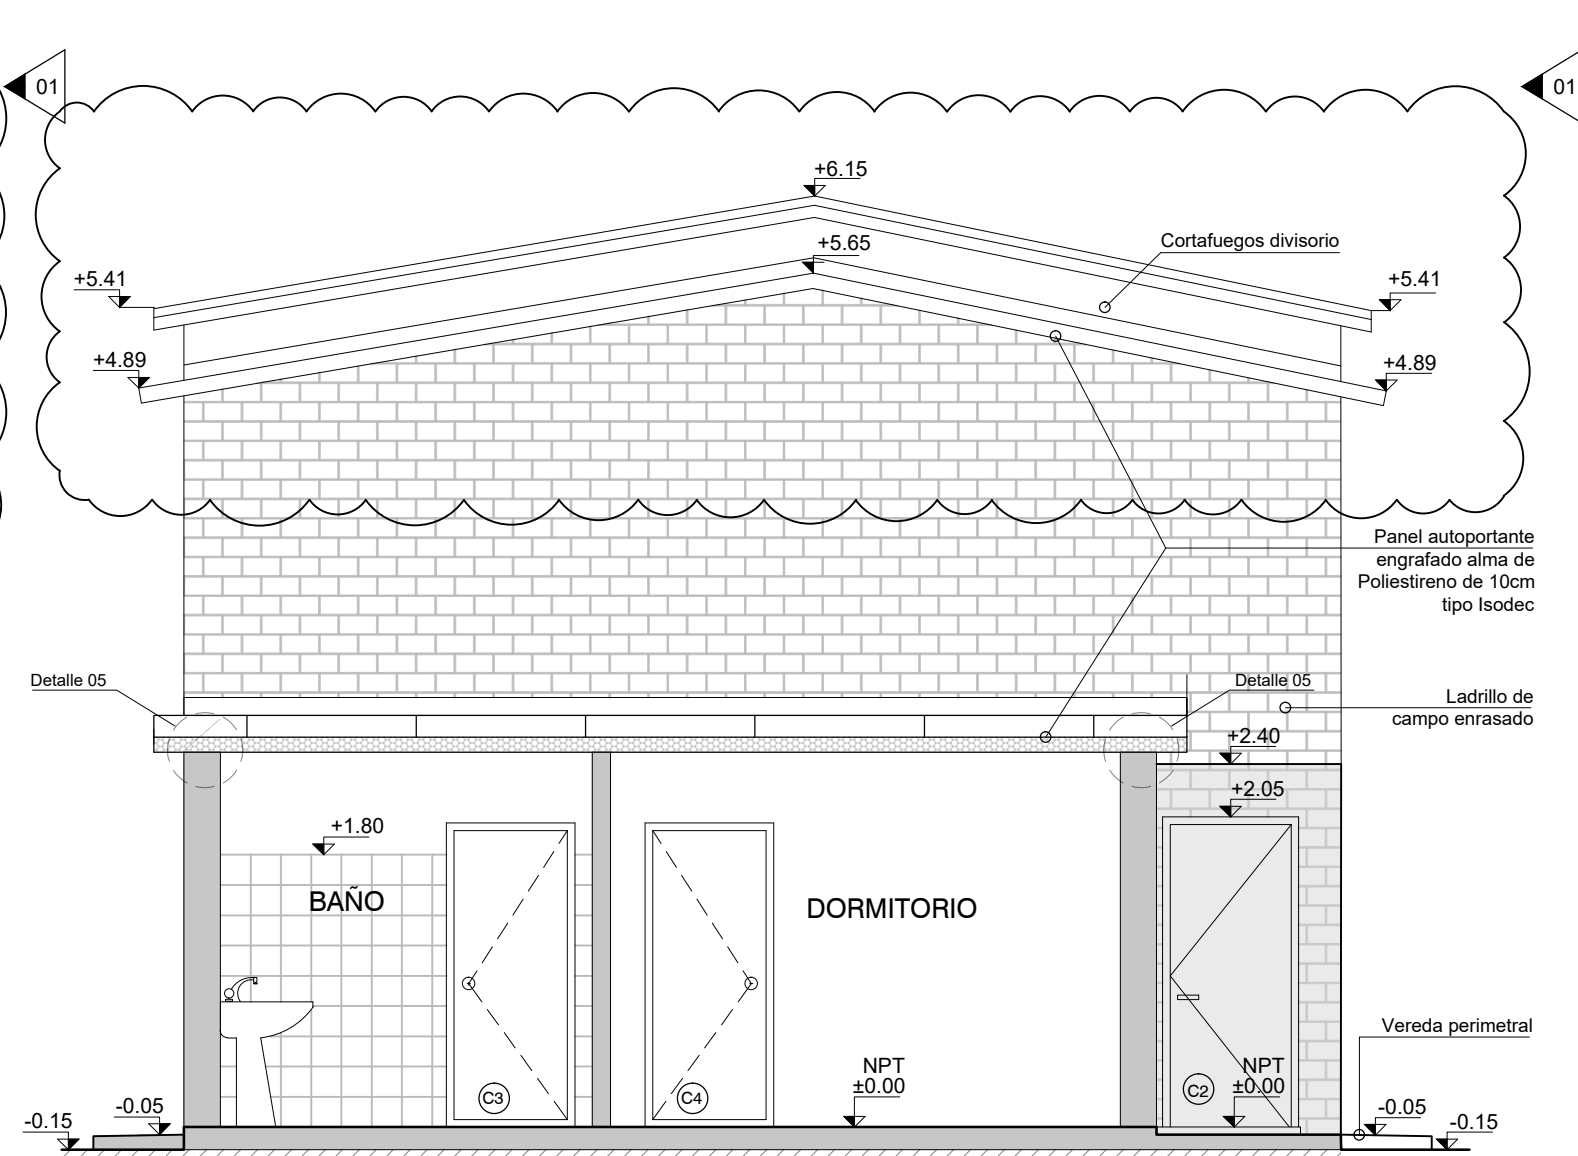 01
01
+6.15
+5.65
Cortafuegos divisorio
+5.41
+5.41
+4.89
+4.89
Panel autoportante
engrafado alma de
Poliestireno de 10cm
tipo Isodec
Detalle 05
Detalle 05
Ladrillo de
campo enrasado
+2.40
+2.05
+1.80
BAÑO
DORMITORIO
Vereda perimetral
NPT
±0.00
NPT
±0.00
C3
C4
C2
-0.15
-0.05
-0.05
-0.15